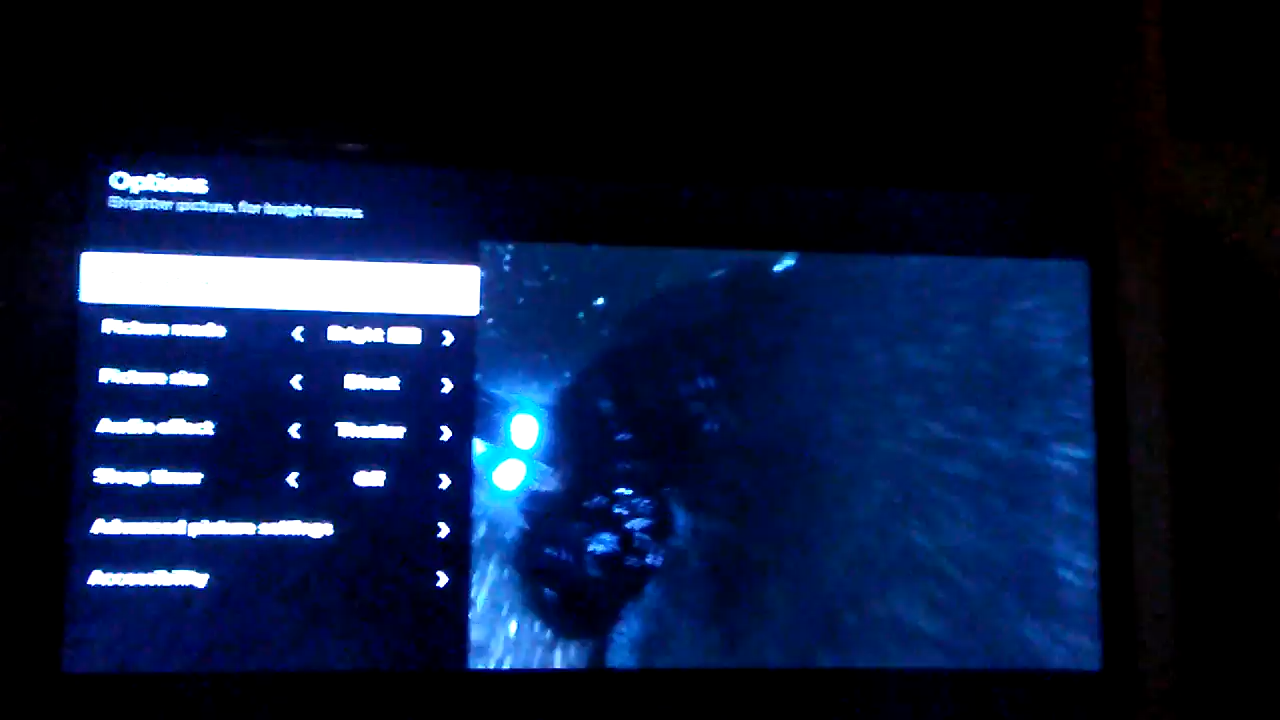 Options
Brighter picture, for bright rooms
Picture mode < Bright >
Picture size < Direct >
Audio effect < Theater >
Sleep timer < Off >
Advanced picture settings >
Accessibility >